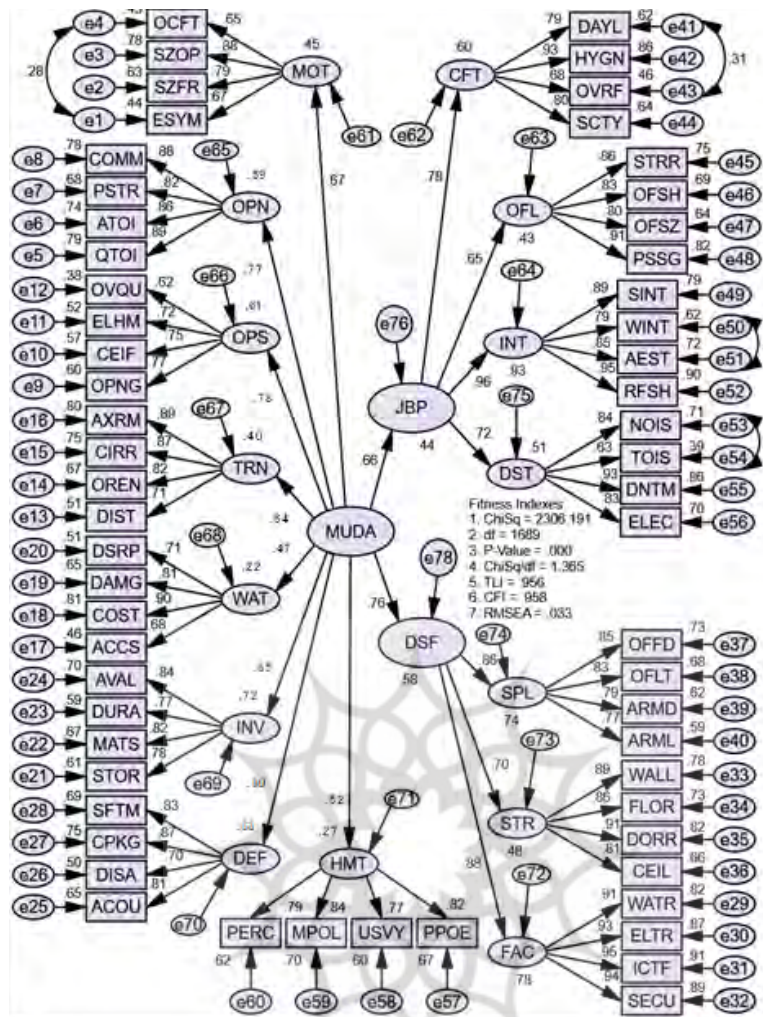 e4 OCFT .65
e3 .78 SZOP .88
e2 .63 SZFR .79
e1 .44 ESYM .67
.28
.45
MOT
e61
.67
.60
CFT
e62
.78
.79 DAYL .62 e41
.93 HYGN .86 e42
.68 OVRF .46 e43
.80 SCTY .64 e44
.31
e8 .78 COMM .88
e7 .68 PSTR .82
e6 .74 ATOI .86
e5 .79 QTOI .89
e65
OPN
.77
e63
OFL
.43
.65
.86 STRR .75 e45
.83 OFSH .69 e46
.80 OFSZ .64 e47
.91 PSSG .82 e48
e12 .38 OVQU .62
e11 .52 ELHM .72
e10 .57 CEIF .75
e9 .60 OPNG .77
e66
.61
OPS
.78
e64
INT
.93
.96
.89 SINT .79 e49
.79 WINT .62 e50
.85 AEST .72 e51
.95 RFSH .90 e52
e76
JBP
.44
.66
e16 .80 AXRM .89
e15 .75 CIRR .87
e14 .67 OREN .82
e13 .51 DIST .71
e67
.40
TRN
.64
e75
.72
.51
DST
.84 NOIS .71 e53
.63 TOIS .39 e54
.93 DNTM .86 e55
.83 ELEC .70 e56
MUDA
Fitness Indexes
1. ChiSq = 2306.191
2. df = 1689
3. P-Value = .000
4. ChiSq/df = 1.365
5. TLI = .956
6. CFI = .958
7. RMSEA = .033
e20 .51 DSRP .71
e19 .65 DAMG .81
e18 .81 COST .90
e17 .46 ACCS .68
e68
.22
WAT
.47
e78
.76
DSF
.58
e24 .70 AVAL .84
e23 .59 DURA .77
e22 .67 MATS .82
e21 .61 STOR .78
.85
.72
INV
e69
e74
.86
SPL
.74
.85 OFFD .73 e37
.83 OFLT .68 e38
.79 ARMD .62 e39
.77 ARML .59 e40
e73
.70
STR
.48
.89 WALL .78 e33
.86 FLOR .73 e34
.91 DORR .82 e35
.81 CEIL .66 e36
e28 .69 SFTM .83
e27 .75 CPKG .87
e26 .50 DISA .70
e25 .65 ACOU .81
DEF
e70
.52
e71
.27
HMT
.79 .84 .77 .82
PERC MPOL USVY PPOE
.62 .70 .60 .67
e60 e59 e58 e57
e72
.88
FAC
.78
.91 WATR .82 e29
.93 ELTR .87 e30
.95 ICTF .91 e31
.94 SECU .89 e32